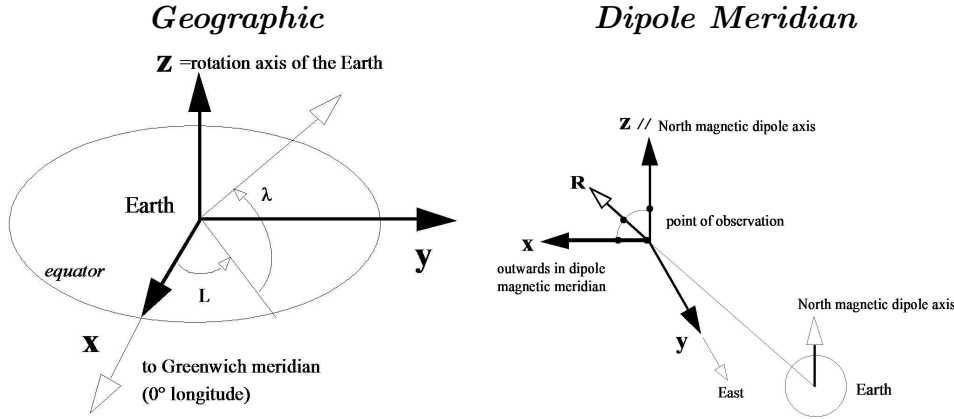 Geographic
z =rotation axis of the Earth
λ
Earth
y
equator
L
x
to Greenwich meridian
(0° longitude)
Dipole Meridian
z // North magnetic dipole axis
R
point of observation
x
outwards in dipole
magnetic meridian
y
East
North magnetic dipole axis
Earth